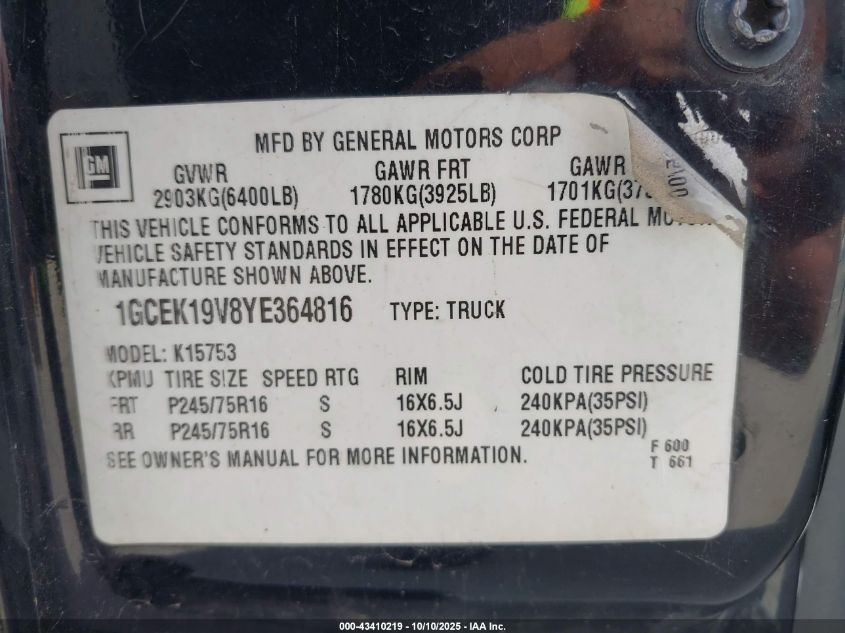 MFD BY GENERAL MOTORS CORP
GM
GVWR GAWR FRT GAWR
2903KG(6400LB) 1780KG(3925LB) 1701KG(37
THIS VEHICLE CONFORMS TO ALL APPLICABLE U.S. FEDERAL
VEHICLE SAFETY STANDARDS IN EFFECT ON THE DATE OF
MANUFACTURE SHOWN ABOVE.
1GCEK19V8YE364816 TYPE: TRUCK
MODEL: K15753
KPMU TIRE SIZE SPEED RTG RIM COLD TIRE PRESSURE
FRT P245/75R16 S 16X6.5J 240KPA(35PSI)
RR P245/75R16 S 16X6.5J 240KPA(35PSI)
SEE OWNER'S MANUAL FOR MORE INFORMATION.
F 600
T 661
000-43410219 - 10/10/2025 - IAA Inc.